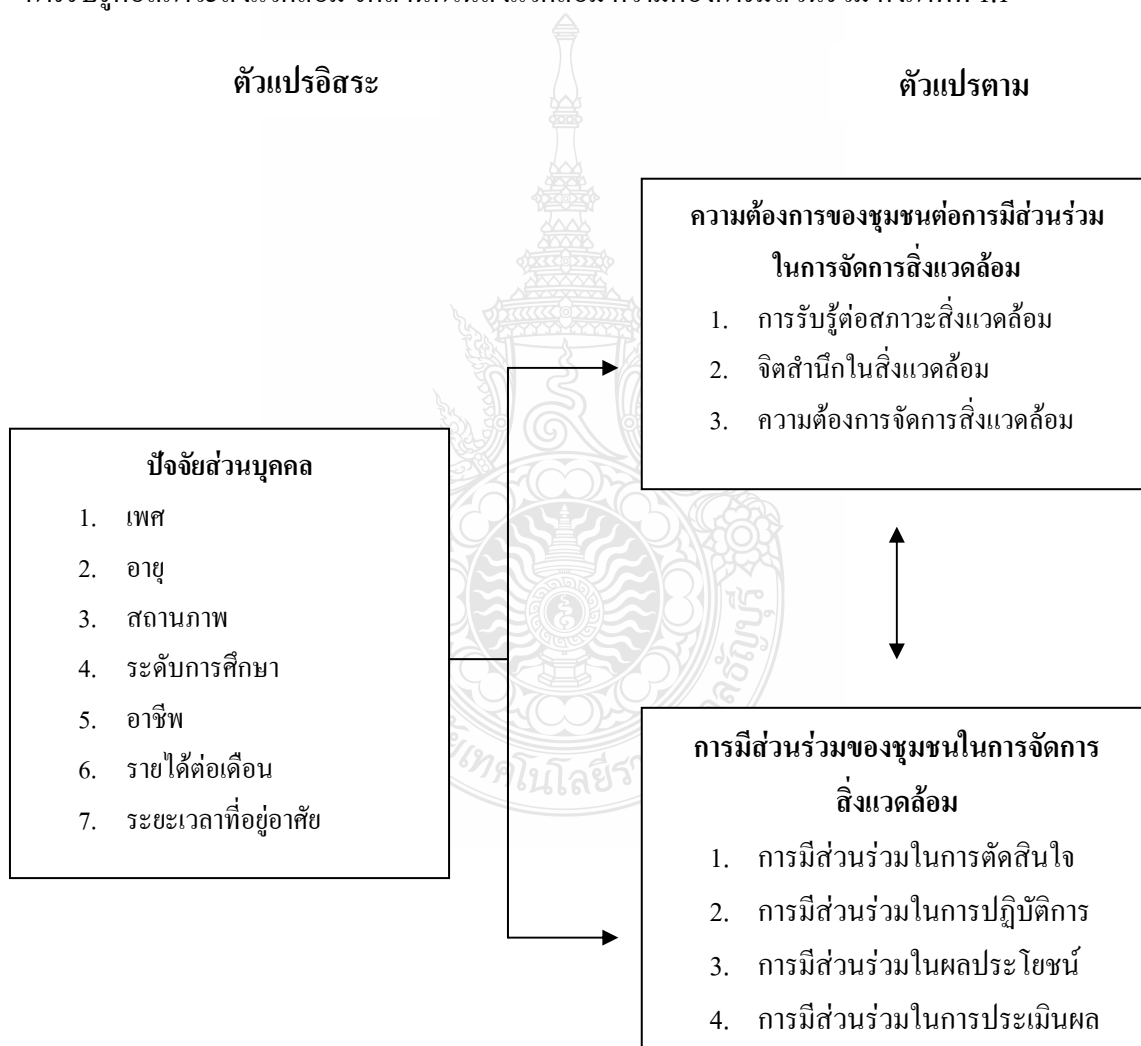 ตัวแปรอิสระ
ตัวแปรตาม
ความต้องการของชุมชนต่อการมีส่วนร่วม
ในการจัดการสิ่งแวดล้อม
1. การรับรู้ต่อสภาวะสิ่งแวดล้อม
2. จิตสำนึกในสิ่งแวดล้อม
3. ความต้องการจัดการสิ่งแวดล้อม
ปัจจัยส่วนบุคคล
1. เพศ
2. อายุ
3. สถานภาพ
4. ระดับการศึกษา
5. อาชีพ
6. รายได้ต่อเดือน
7. ระยะเวลาที่อยู่อาศัย
การมีส่วนร่วมของชุมชนในการจัดการ
สิ่งแวดล้อม
1. การมีส่วนร่วมในการตัดสินใจ
2. การมีส่วนร่วมในการปฏิบัติการ
3. การมีส่วนร่วมในผลประโยชน์
4. การมีส่วนร่วมในการประเมินผล